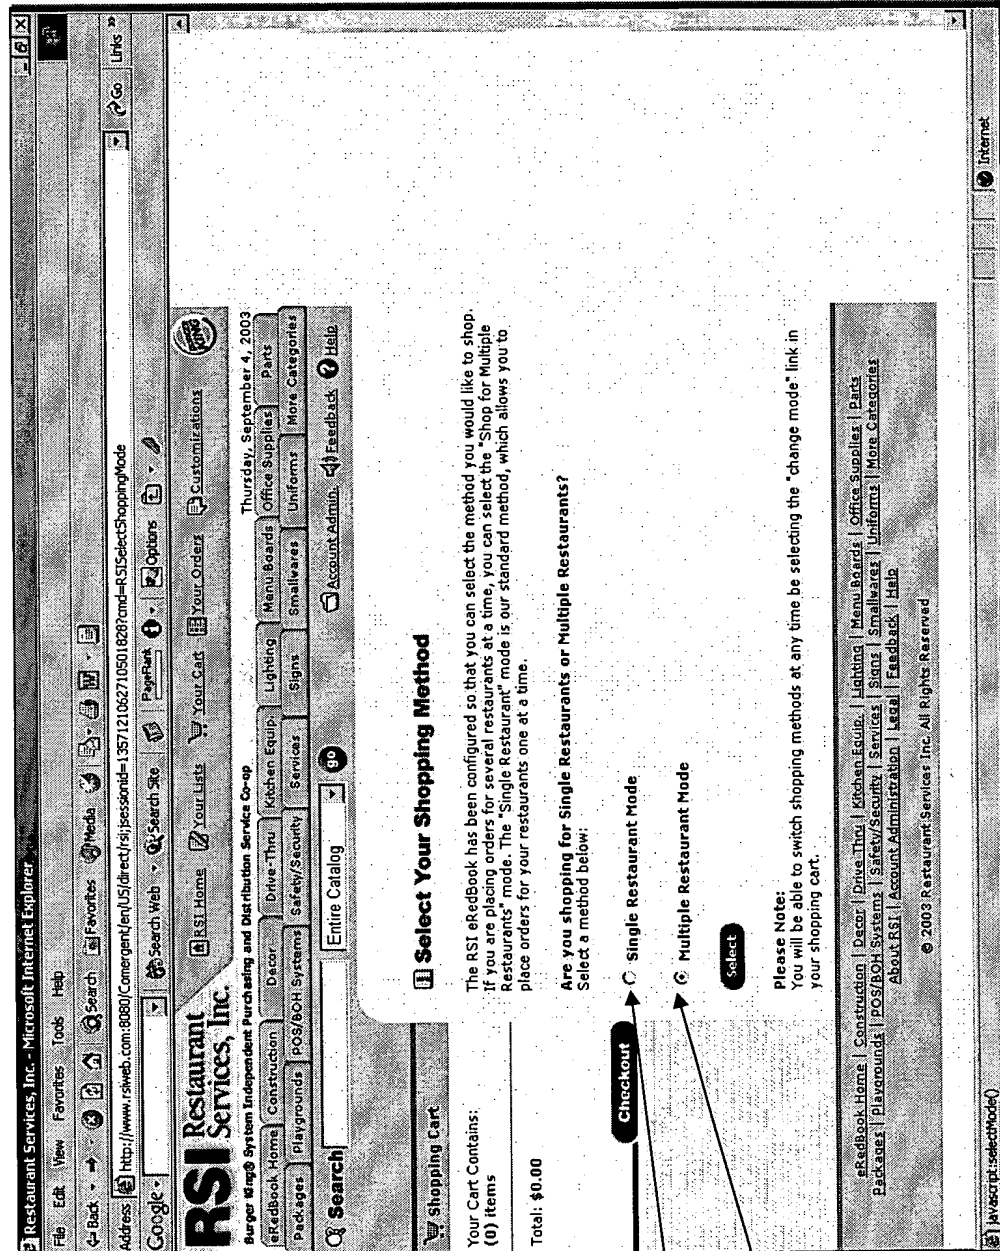 Restaurant Services, Inc. - Microsoft Internet Explorer
File Edit View Favorites Tools Help
Back Search Favorites Media
Address http://www.rsiweb.com:8080/Comergent/en/US/direct/rsi;jsessionid=1357121062710501828?cmd=RSISelectShoppingMode Go Links »
Google Search Web Search Site PageRank Options
RSI Restaurant Services, Inc.
RSI Home Your Lists Your Cart Your Orders Customizations
BURGER KING
Burger King® System Independent Purchasing and Distribution Service Co-op Thursday, September 4, 2003
eRedBook Home Construction Decor Drive-Thru Kitchen Equip. Lighting Menu Boards Office Supplies Parts
Packages Playgrounds POS/BOH Systems Safety/Security Services Signs Smallwares Uniforms More Categories
Search Entire Catalog go Account Admin. Feedback Help
Shopping Cart
Your Cart Contains:
(0) items
Total: $0.00
Checkout
Select Your Shopping Method
The RSI eRedBook has been configured so that you can select the method you would like to shop.
If you are placing orders for several restaurants at a time, you can select the "Shop for Multiple
Restaurants" mode. The "Single Restaurant" mode is our standard method, which allows you to
place orders for your restaurants one at a time.
Are you shopping for Single Restaurants or Multiple Restaurants?
Select a method below:
Single Restaurant Mode
Multiple Restaurant Mode
Select
Please Note:
You will be able to switch shopping methods at any time be selecting the "change mode" link in
your shopping cart.
eRedBook Home | Construction | Decor | Drive Thru | Kitchen Equip. | Lighting | Menu Boards | Office Supplies | Parts
Packages | Playgrounds | POS/BOH Systems | Safety/Security | Services | Signs | Smallwares | Uniforms | More Categories
About RSI | Account Administration | Legal | Feedback | Help
© 2003 Restaurant Services Inc. All Rights Reserved
javascript:selectMode() Internet